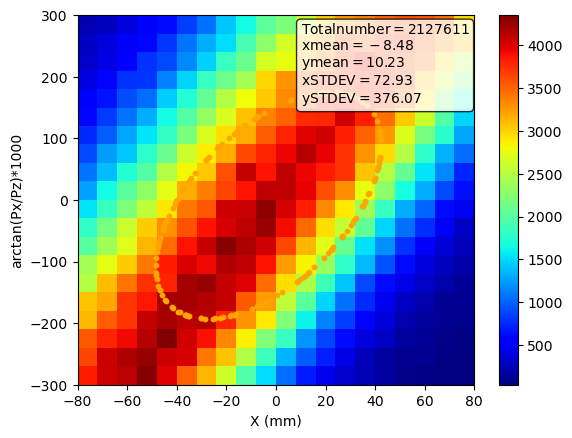 Totalnumber = 2127611
xmean = −8.48
ymean = 10.23
xSTDEV = 72.93
ySTDEV = 376.07
300
200
100
0
−100
−200
−300
arctan(Px/Pz)*1000
−80 −60 −40 −20 0 20 40 60 80
X (mm)
4000
3500
3000
2500
2000
1500
1000
500